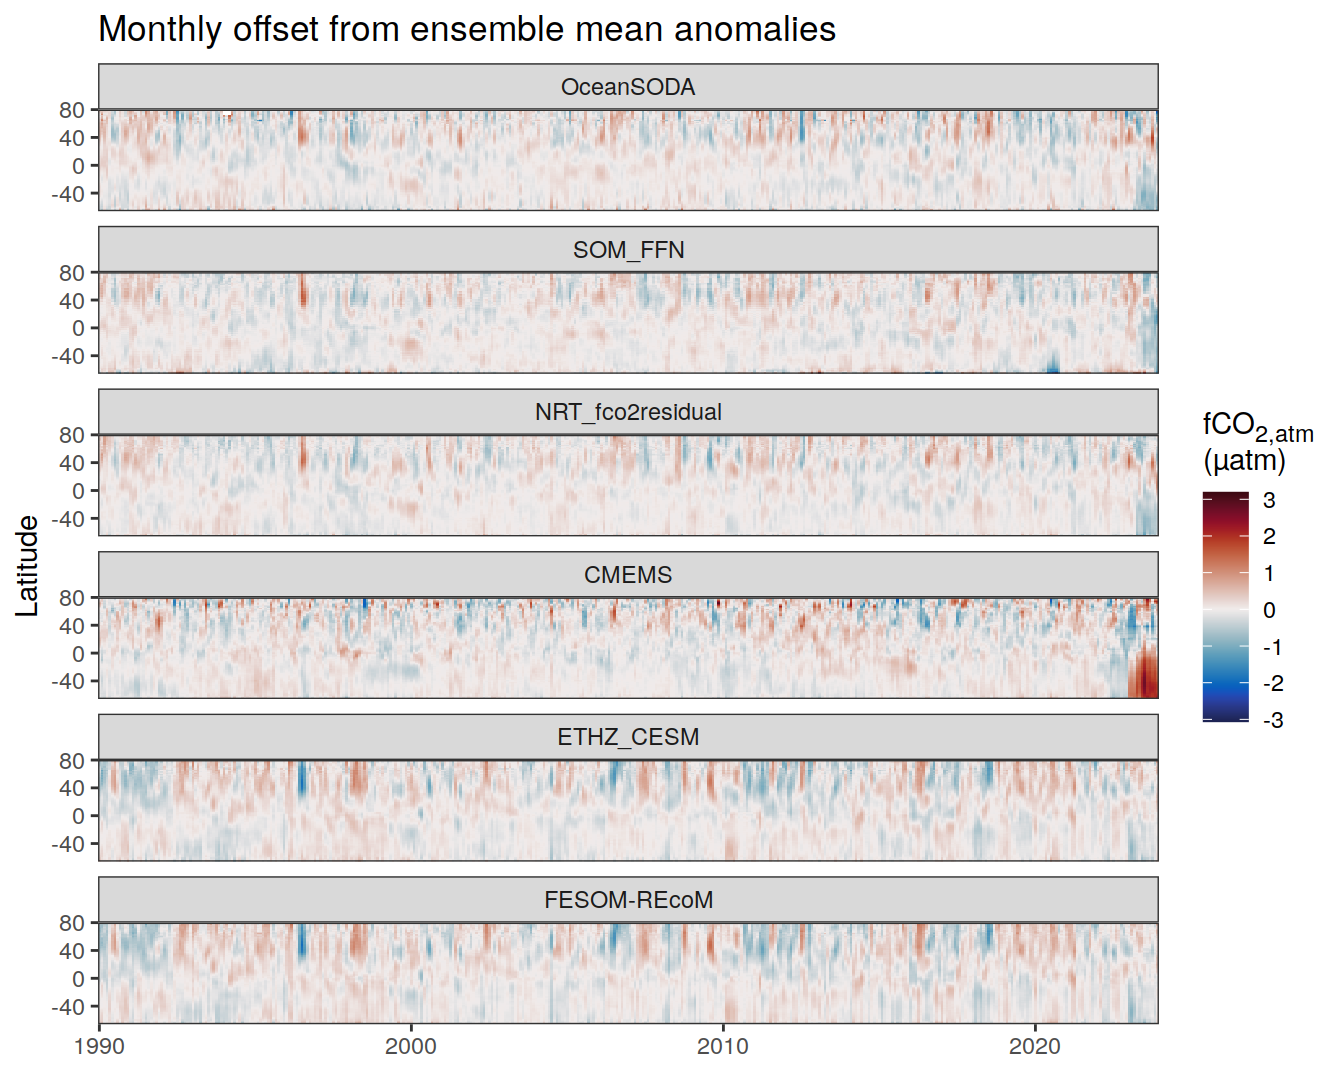 Monthly offset from ensemble mean anomalies
OceanSODA
80
40
0
-40
SOM_FFN
80
40
0
-40
NRT_fco2residual
80
40
0
-40
CMEMS
80
40
0
-40
ETHZ_CESM
80
40
0
-40
FESOM-REcoM
80
40
0
-40
1990 2000 2010 2020
Latitude
fCO2,atm
(µatm)
3
2
1
0
-1
-2
-3